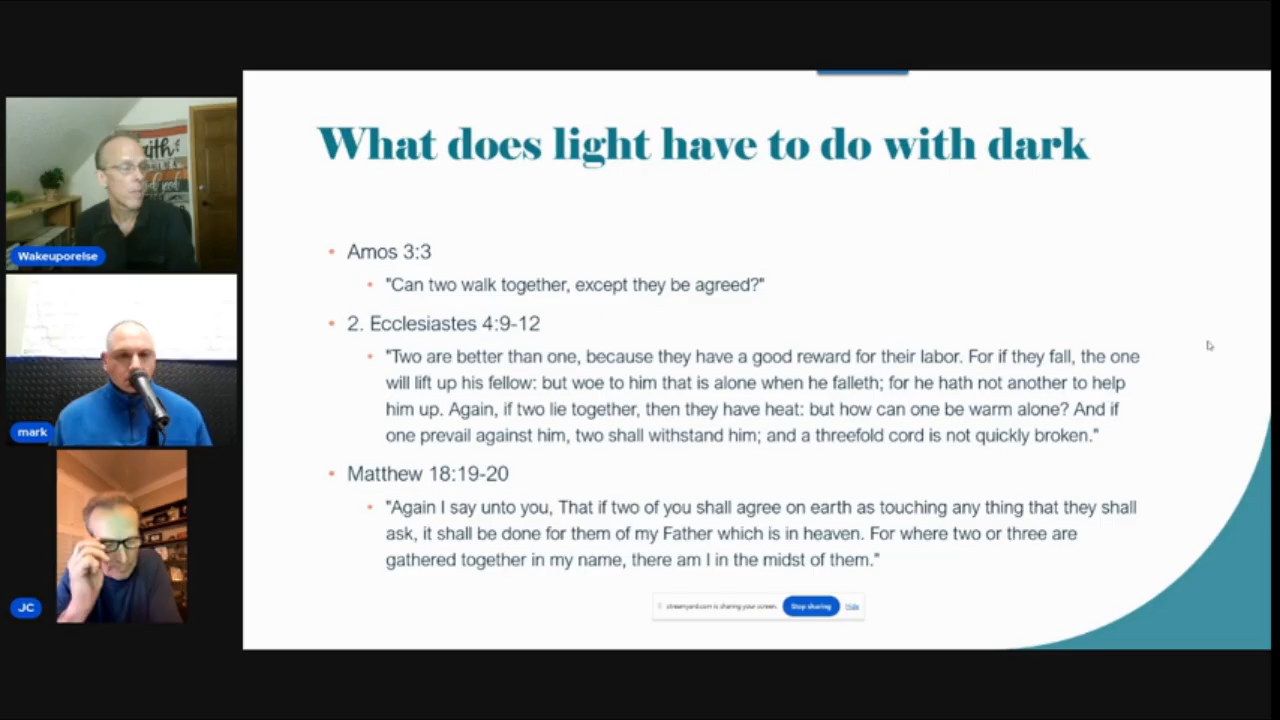 What does light have to do with dark
• Amos 3:3
• "Can two walk together, except they be agreed?"
• 2. Ecclesiastes 4:9-12
• "Two are better than one, because they have a good reward for their labor. For if they fall, the one
will lift up his fellow: but woe to him that is alone when he falleth; for he hath not another to help
him up. Again, if two lie together, then they have heat: but how can one be warm alone? And if
one prevail against him, two shall withstand him; and a threefold cord is not quickly broken."
• Matthew 18:19-20
• "Again I say unto you, That if two of you shall agree on earth as touching any thing that they shall
ask, it shall be done for them of my Father which is in heaven. For where two or three are
gathered together in my name, there am I in the midst of them."
streamyard.com is sharing your screen. Stop sharing Hide
Wakeuporelse
mark
JC